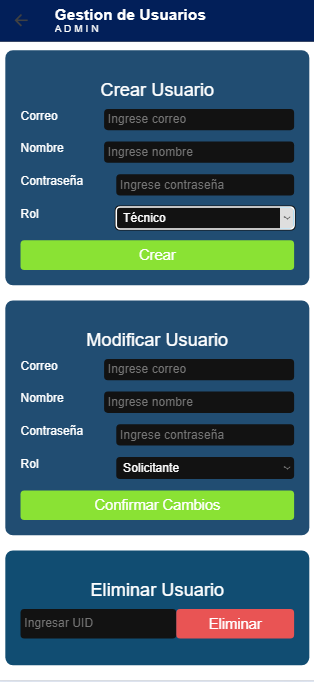 Gestion de Usuarios
ADMIN
Crear Usuario
Correo Ingrese correo
Nombre Ingrese nombre
Contraseña Ingrese contraseña
Rol Técnico
Crear
Modificar Usuario
Correo Ingrese correo
Nombre Ingrese nombre
Contraseña Ingrese contraseña
Rol Solicitante
Confirmar Cambios
Eliminar Usuario
Ingresar UID Eliminar